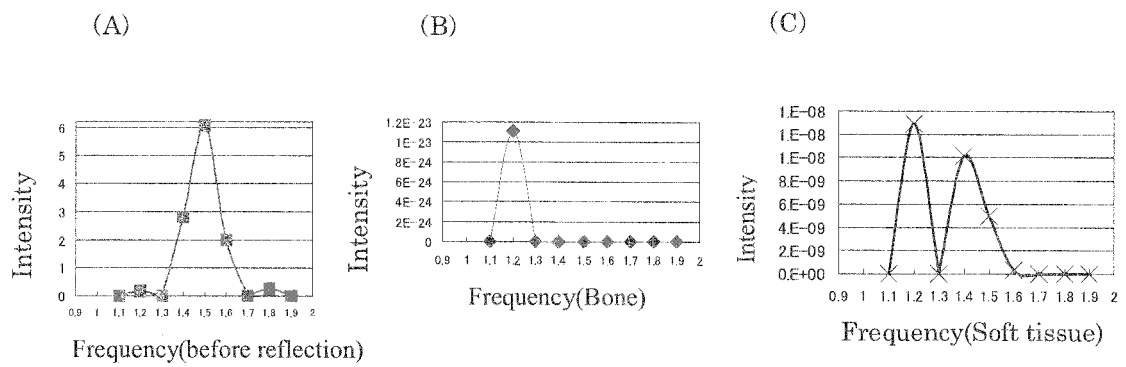 (A)
Intensity
6
5
4
3
2
1
0
0.9 1 1.1 1.2 1.3 1.4 1.5 1.6 1.7 1.8 1.9 2
Frequency(before reflection)
(B)
Intensity
1.2E-23
1E-23
8E-24
6E-24
4E-24
2E-24
0
0.9 1 1.1 1.2 1.3 1.4 1.5 1.6 1.7 1.8 1.9 2
Frequency(Bone)
(C)
Intensity
1.E-08
1.E-08
1.E-08
8.E-09
6.E-09
4.E-09
2.E-09
0.E+00
0.9 1 1.1 1.2 1.3 1.4 1.5 1.6 1.7 1.8 1.9 2
Frequency(Soft tissue)